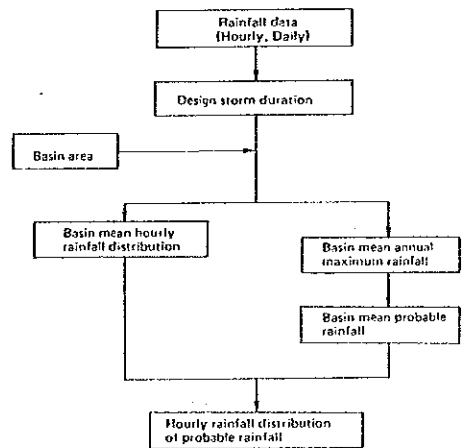 Rainfall data
(Hourly, Daily)
Design storm duration
Basin area
Basin mean hourly
rainfall distribution
Basin mean annual
maximum rainfall
Basin mean probable
rainfall
Hourly rainfall distribution
of probable rainfall